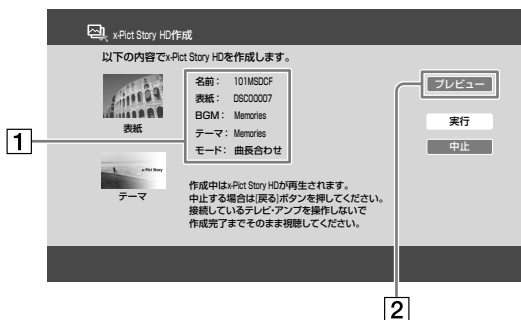 x-Pict Story HD作成
以下の内容でx-Pict Story HDを作成します。
名前： 101MSDCF
表紙： DSC00007
BGM： Memories
テーマ： Memories
モード： 曲長合わせ
表紙
x-Pict Story
テーマ
作成中はx-Pict Story HDが再生されます。
中止する場合は[戻る]ボタンを押してください。
接続しているテレビ・アンプを操作しないで
作成完了までそのまま視聴してください。
プレビュー
実行
中止
1
2